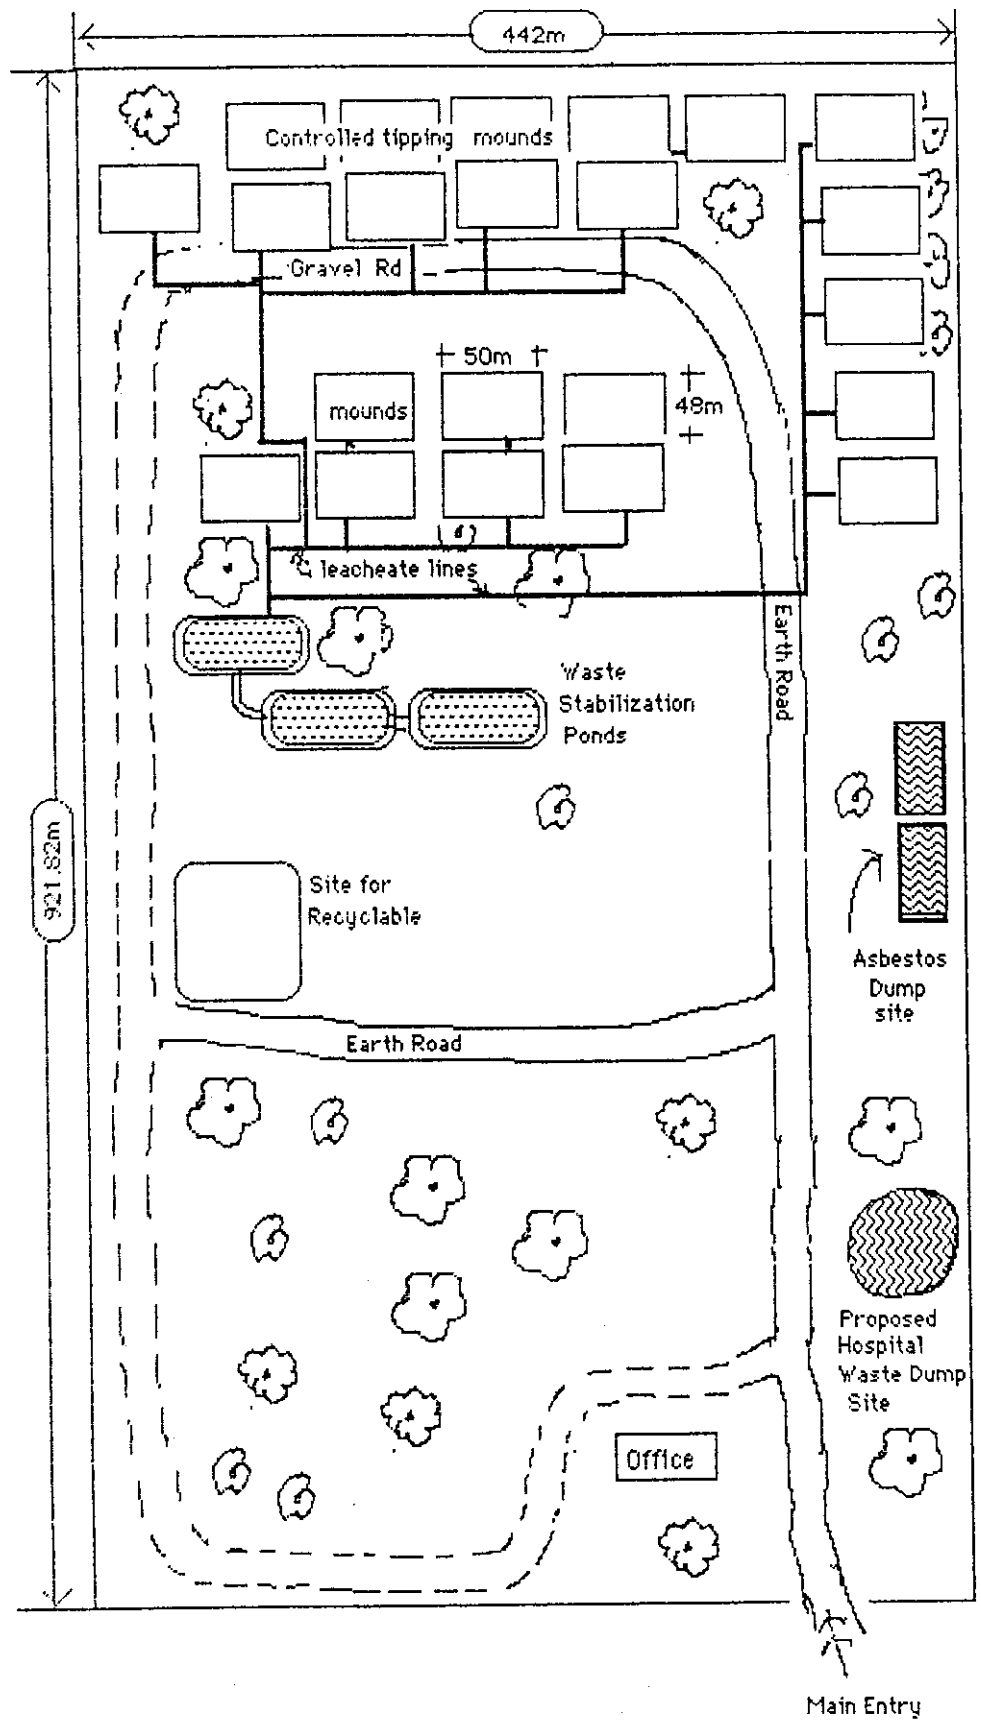 442m
Controlled tipping mounds
Gravel Rd
50m
mounds
48m
leacheate lines
Earth Road
Waste
Stabilization
Ponds
921.82m
Site for
Recyclable
Asbestos
Dump
site
Earth Road
Proposed
Hospital
Waste Dump
Site
Office
Main Entry